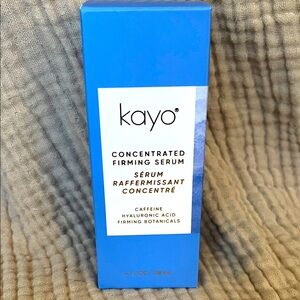 kayo®
CONCENTRATED
FIRMING SERUM
SÉRUM
RAFFERMISSANT
CONCENTRÉ
CAFFEINE
HYALURONIC ACID
FIRMING BOTANICALS